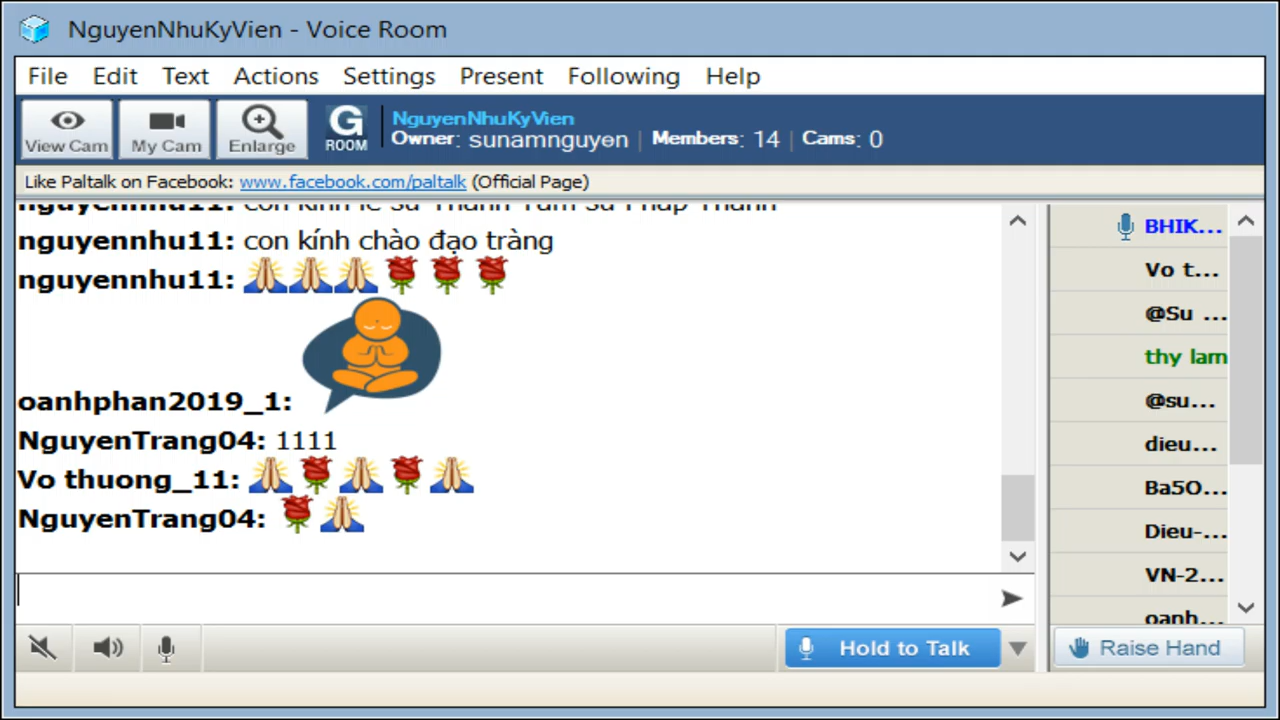 NguyenNhuKyVien - Voice Room
File Edit Text Actions Settings Present Following Help
View Cam My Cam Enlarge G ROOM
NguyenNhuKyVien
Owner: sunamnguyen | Members: 14 | Cams: 0
Like Paltalk on Facebook: www.facebook.com/paltalk (Official Page)
nguyennhu11:
nguyennhu11: con kính chào đạo tràng
nguyennhu11:
oanhphan2019_1:
NguyenTrang04: 1111
Vo thuong_11:
NguyenTrang04:
BHIK...
Vo t...
@Su ...
thy lam
@su...
dieu...
Ba5O...
Dieu-...
VN-2...
oanh...
Hold to Talk
Raise Hand